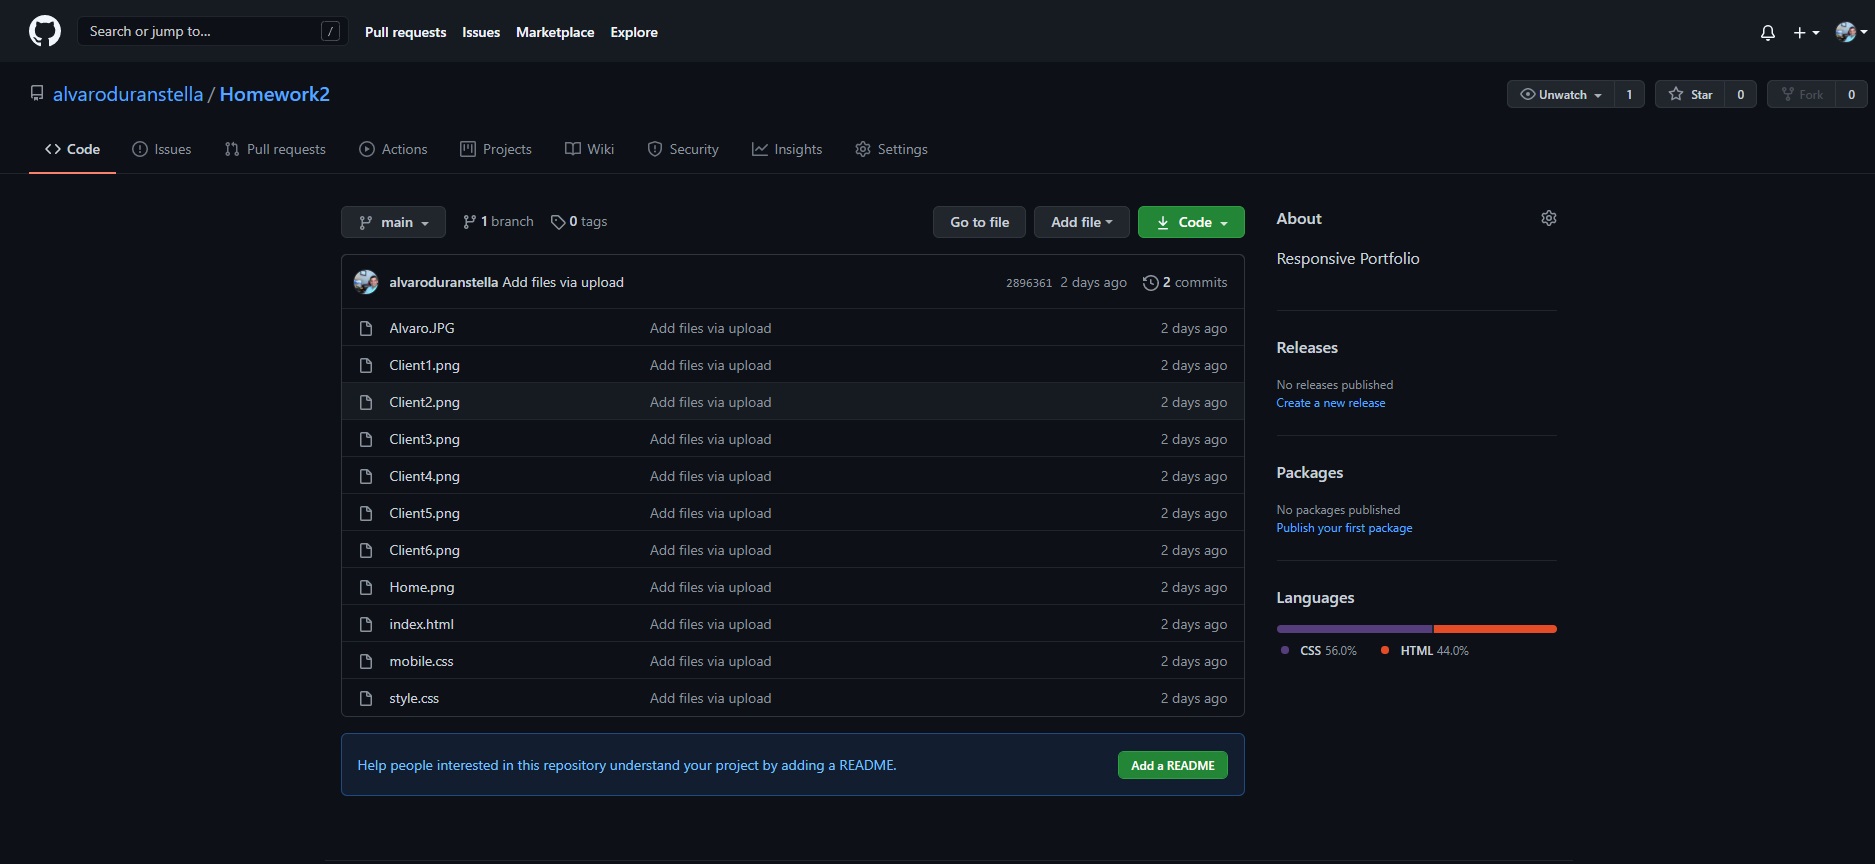 Search or jump to... /
Pull requests Issues Marketplace Explore
alvaroduranstella / Homework2
Unwatch 1 Star 0 Fork 0
Code Issues Pull requests Actions Projects Wiki Security Insights Settings
main 1 branch 0 tags Go to file Add file Code
alvaroduranstella Add files via upload 2896361 2 days ago 2 commits
Alvaro.JPG Add files via upload 2 days ago
Client1.png Add files via upload 2 days ago
Client2.png Add files via upload 2 days ago
Client3.png Add files via upload 2 days ago
Client4.png Add files via upload 2 days ago
Client5.png Add files via upload 2 days ago
Client6.png Add files via upload 2 days ago
Home.png Add files via upload 2 days ago
index.html Add files via upload 2 days ago
mobile.css Add files via upload 2 days ago
style.css Add files via upload 2 days ago
Help people interested in this repository understand your project by adding a README. Add a README
About
Responsive Portfolio
Releases
No releases published
Create a new release
Packages
No packages published
Publish your first package
Languages
CSS 56.0% HTML 44.0%